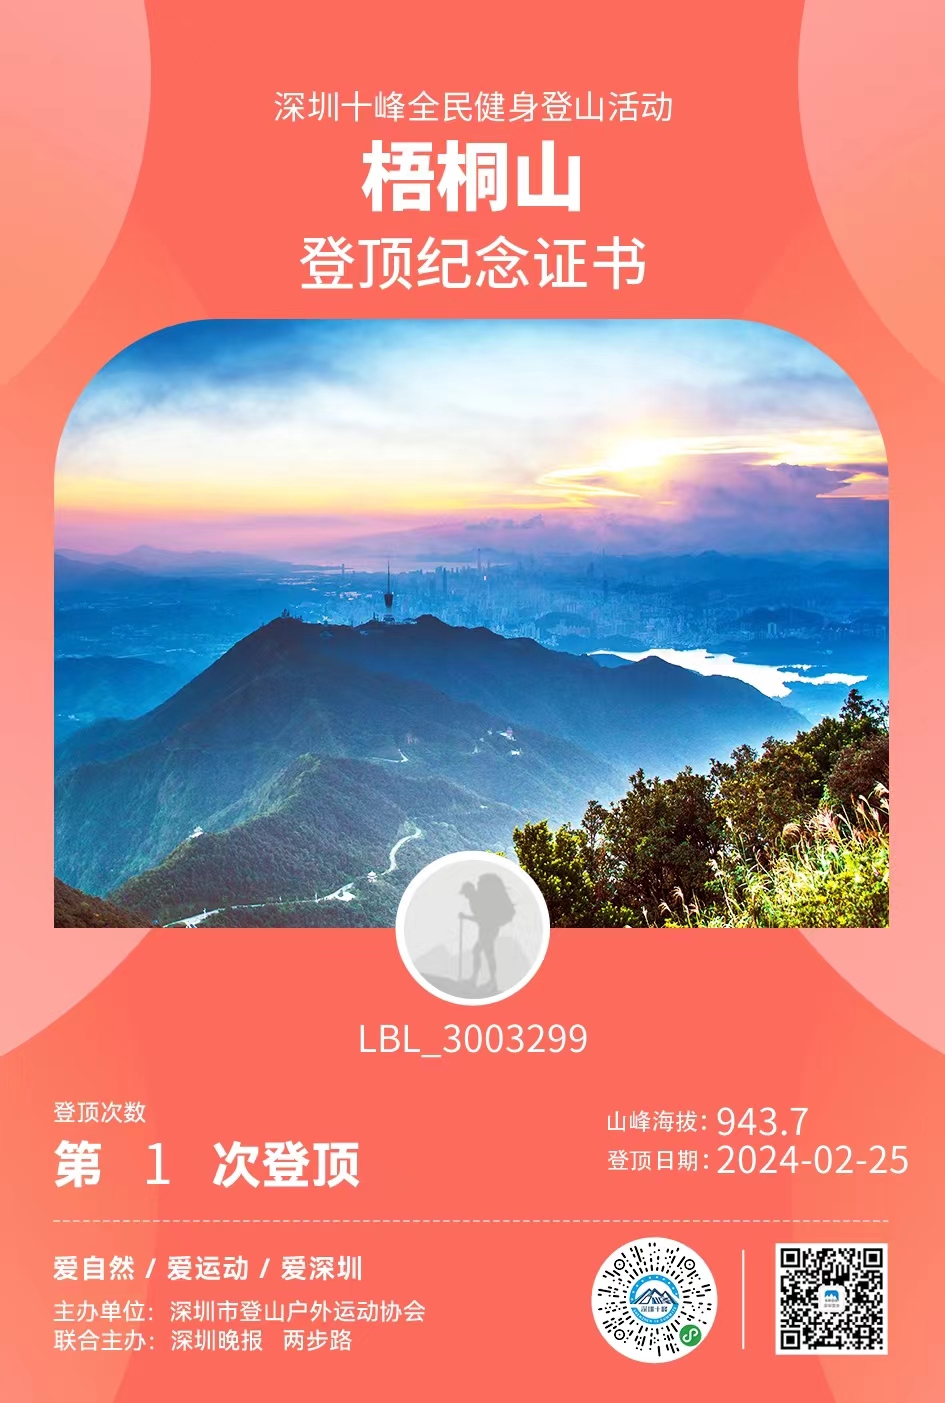 深圳十峰全民健身登山活动
梧桐山
登顶纪念证书
LBL_3003299
登顶次数
第 1 次登顶
山峰海拔：943.7
登顶日期：2024-02-25
爱自然 / 爱运动 / 爱深圳
主办单位：深圳市登山户外运动协会
联合主办：深圳晚报 两步路
深圳十峰